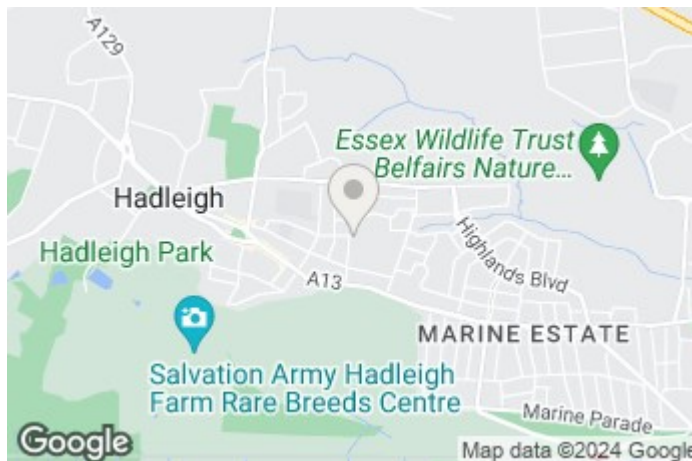 A129
Essex Wildlife Trust
Belfairs Nature...
Hadleigh
Highlands Blvd
Hadleigh Park
A13
MARINE ESTATE
Salvation Army Hadleigh
Farm Rare Breeds Centre
Marine Parade
Google
Map data ©2024 Google